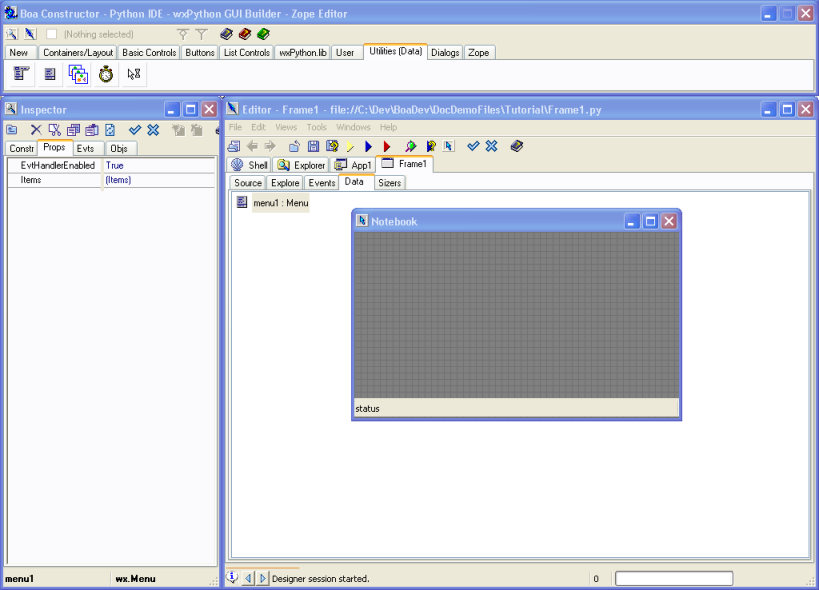 Boa Constructor - Python IDE - wxPython GUI Builder - Zope Editor
(Nothing selected)
New Containers/Layout Basic Controls Buttons List Controls wxPython.lib User Utilities (Data) Dialogs Zope
Inspector
Constr Props Evts Objs
EvtHandlerEnabled True
Items (Items)
menu1 wx.Menu
Editor - Frame1 - file://C:\Dev\BoaDev\DocDemoFiles\Tutorial\Frame1.py
File Edit Views Tools Windows Help
Shell Explorer App1 Frame1
Source Explore Events Data Sizers
menu1 : Menu
Notebook
status
Designer session started. 0